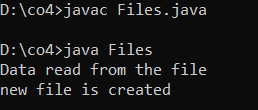 D:\co4>javac Files.java
D:\co4>java Files
Data read from the file
new file is created